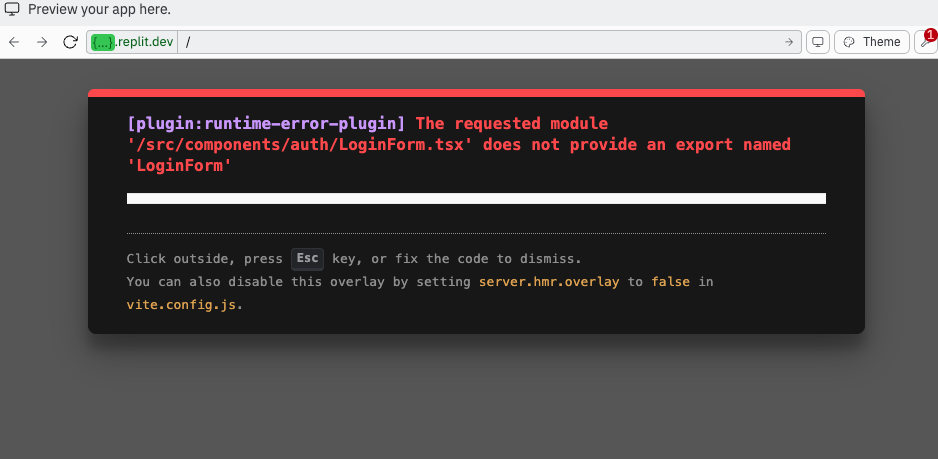 Preview your app here.
{...}.replit.dev / Theme 1
[plugin:runtime-error-plugin] The requested module
'/src/components/auth/LoginForm.tsx' does not provide an export named
'LoginForm'
Click outside, press Esc key, or fix the code to dismiss.
You can also disable this overlay by setting server.hmr.overlay to false in
vite.config.js.